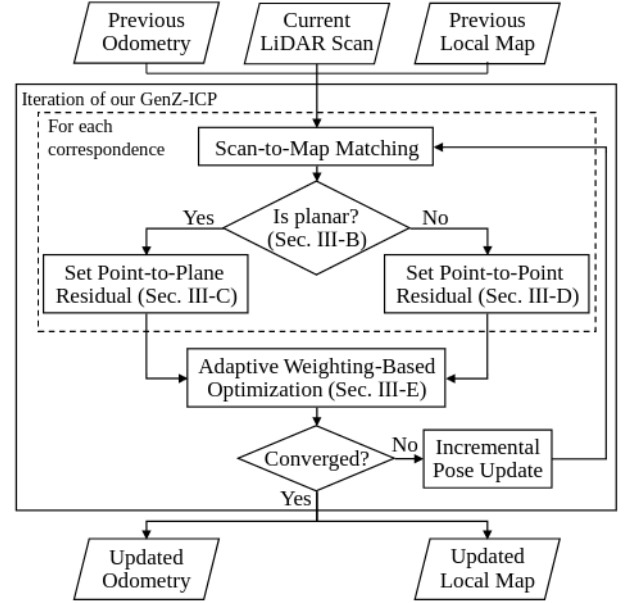 Previous
Odometry
Current
LiDAR Scan
Previous
Local Map
Iteration of our GenZ-ICP
For each
correspondence
Scan-to-Map Matching
Is planar?
(Sec. III-B)
Yes
No
Set Point-to-Plane
Residual (Sec. III-C)
Set Point-to-Point
Residual (Sec. III-D)
Adaptive Weighting-Based
Optimization (Sec. III-E)
Converged?
No
Incremental
Pose Update
Yes
Updated
Odometry
Updated
Local Map